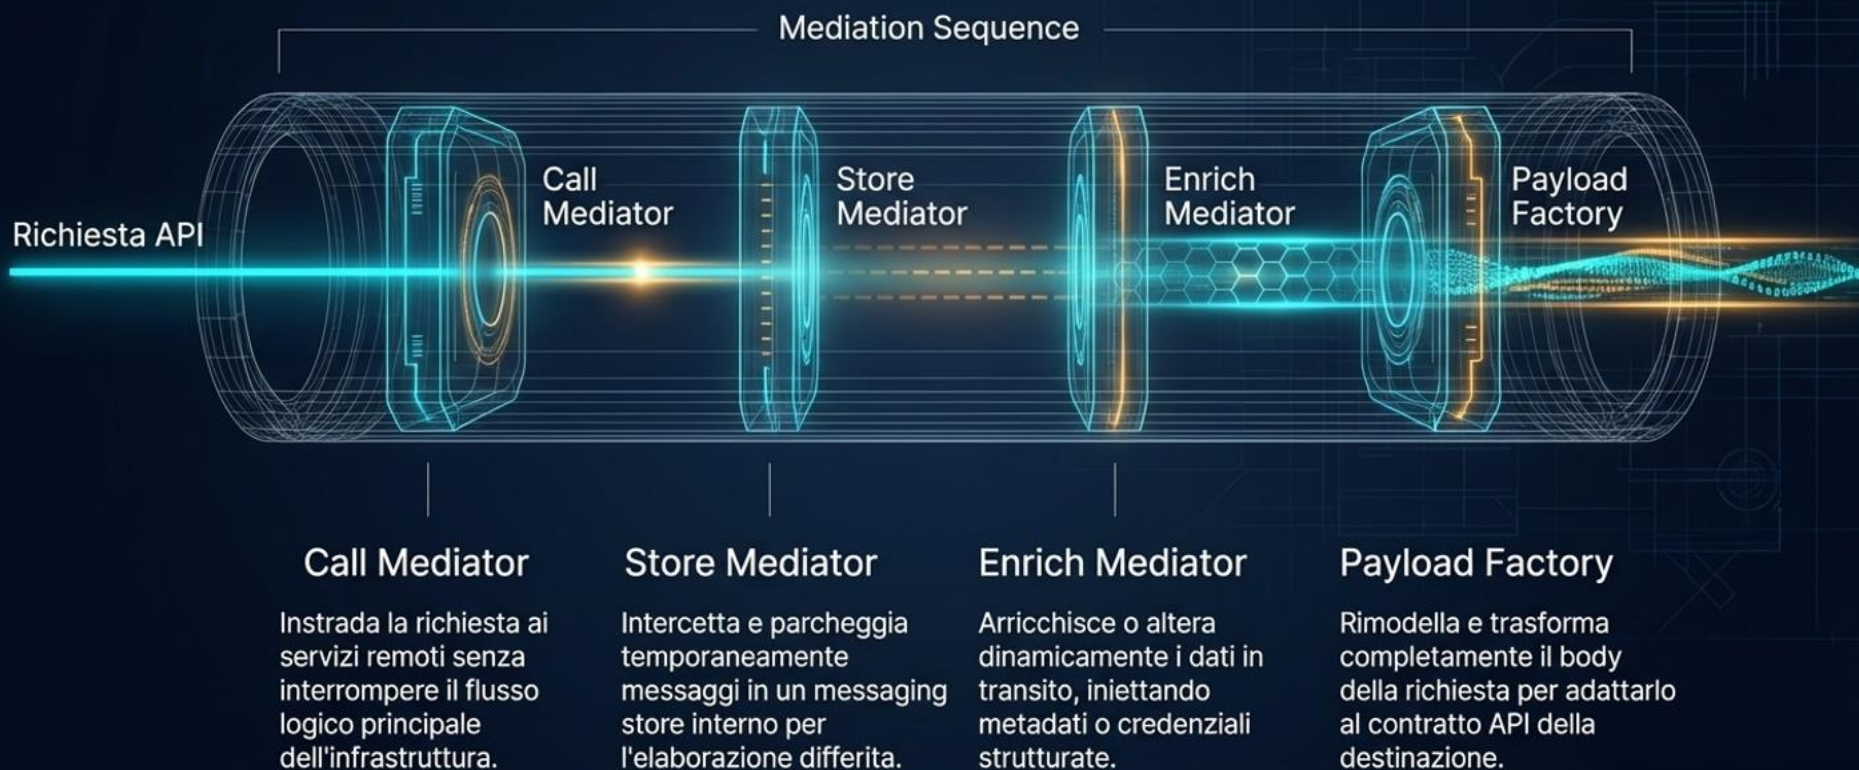 Mediation Sequence
Richiesta API
Call
Mediator
Store
Mediator
Enrich
Mediator
Payload
Factory
Call Mediator
Instrada la richiesta ai
servizi remoti senza
interrompere il flusso
logico principale
dell'infrastruttura.
Store Mediator
Intercetta e parcheggia
temporaneamente
messaggi in un messaging
store interno per
l'elaborazione differita.
Enrich Mediator
Arricchisce o altera
dinamicamente i dati in
transito, iniettando
metadati o credenziali
strutturate.
Payload Factory
Rimodella e trasforma
completamente il body
della richiesta per adattarlo
al contratto API della
destinazione.